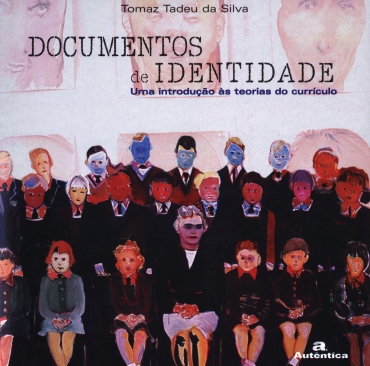 Tomaz Tadeu da Silva
DOCUMENTOS
de IDENTIDADE
Uma introdução às teorias do currículo
a
Autêntica